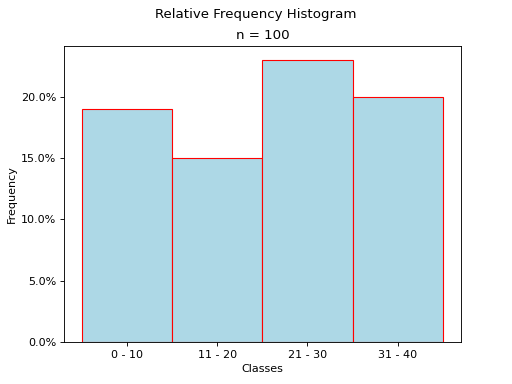 Relative Frequency Histogram
n = 100
20.0%
15.0%
10.0%
5.0%
0.0%
Frequency
0 - 10
11 - 20
21 - 30
31 - 40
Classes